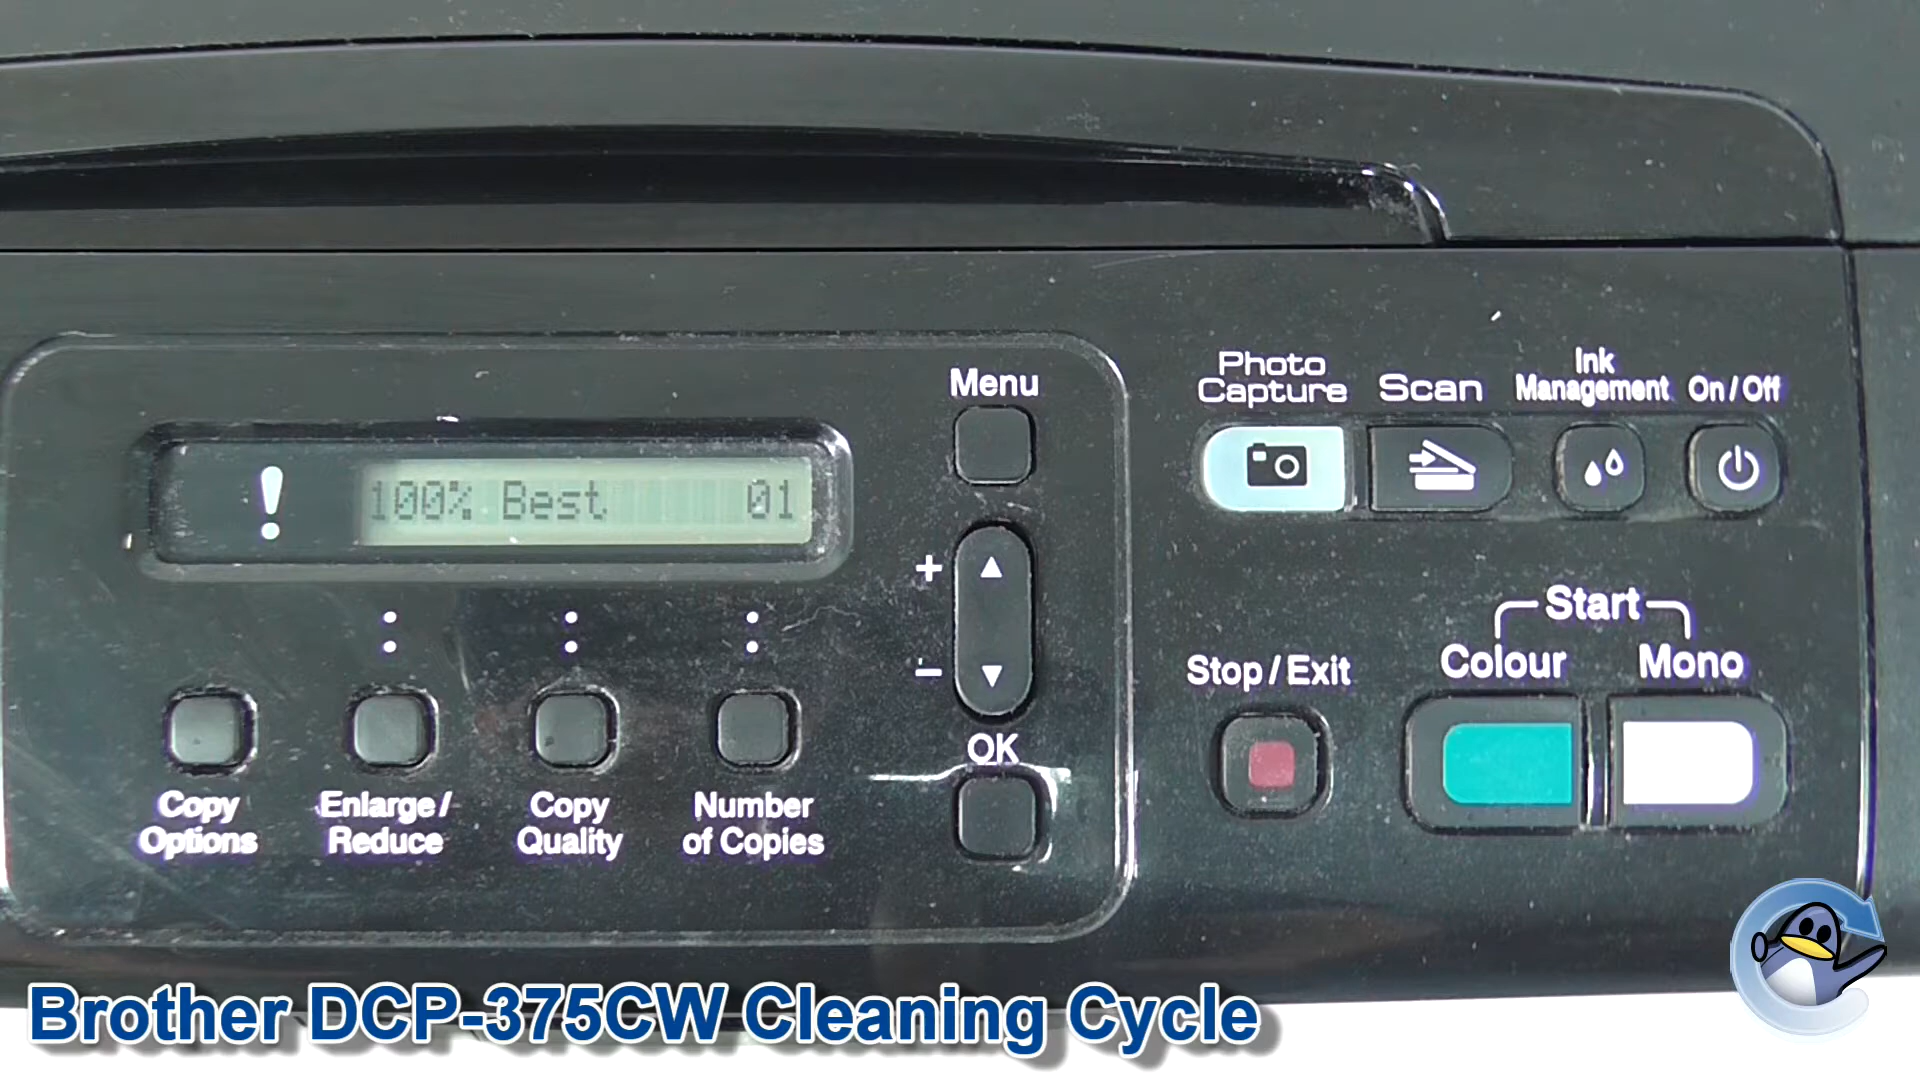 Menu
Photo
Capture
Scan
Ink
Management
On / Off
100% Best 01
+
−
Start
Colour
Mono
Stop / Exit
OK
Copy
Options
Enlarge /
Reduce
Copy
Quality
Number
of Copies
Brother DCP-375CW Cleaning Cycle